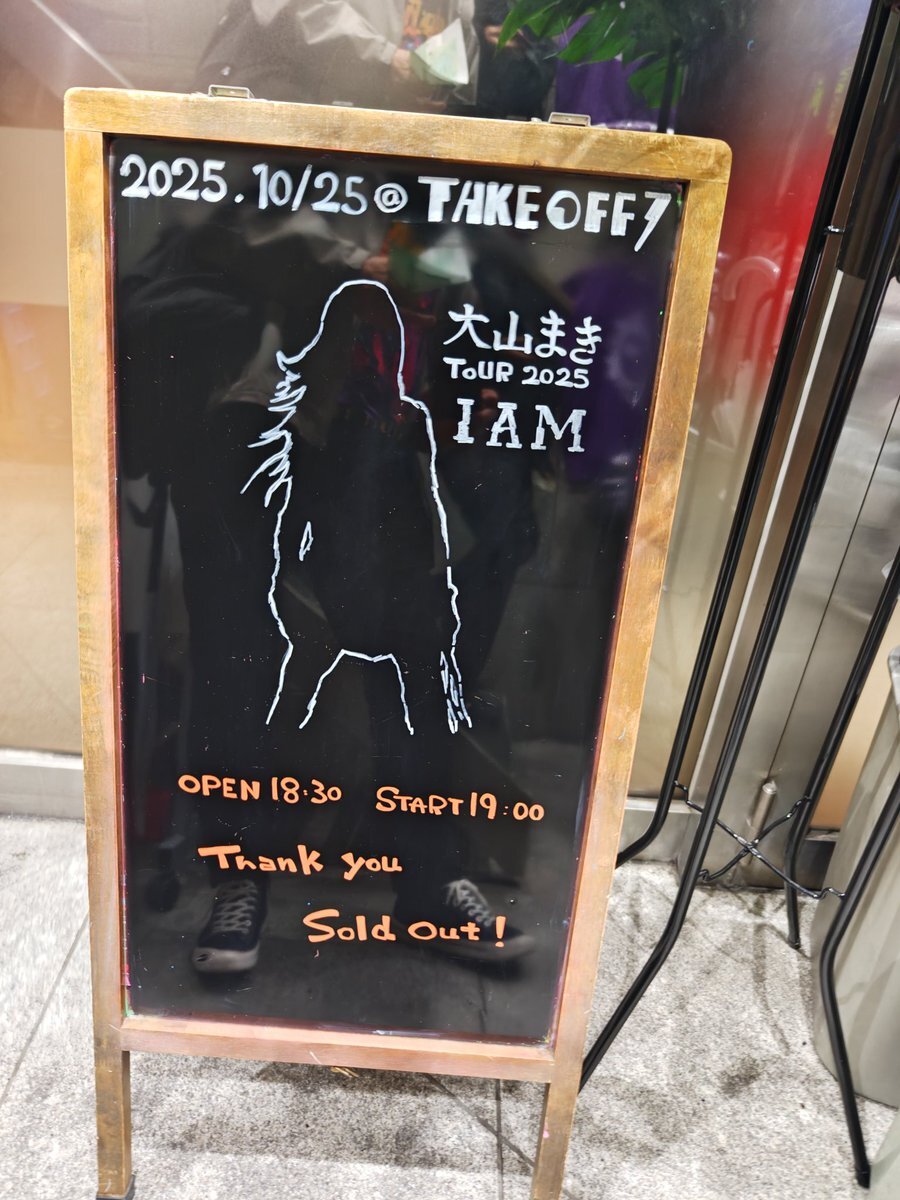 2025.10/25@ TAKEOFF7
大山まき
TOUR 2025
I AM
OPEN 18:30 START 19:00
Thank you
Sold Out!